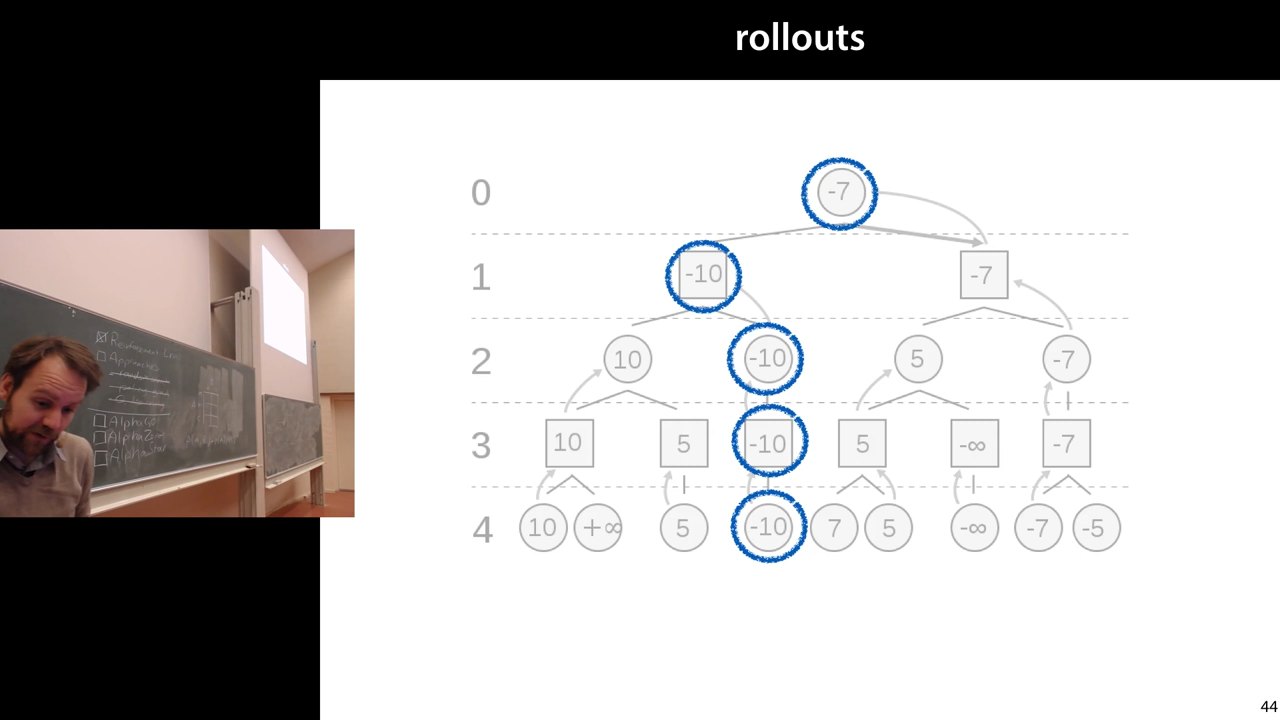 rollouts
0 -7
1 -10 -7
2 10 -10 5 -7
3 10 5 -10 5 -∞ -7
4 10 +∞ 5 -10 7 5 -∞ -7 -5
Approaches
AlphaGo
AlphaZero
AlphaStar
44